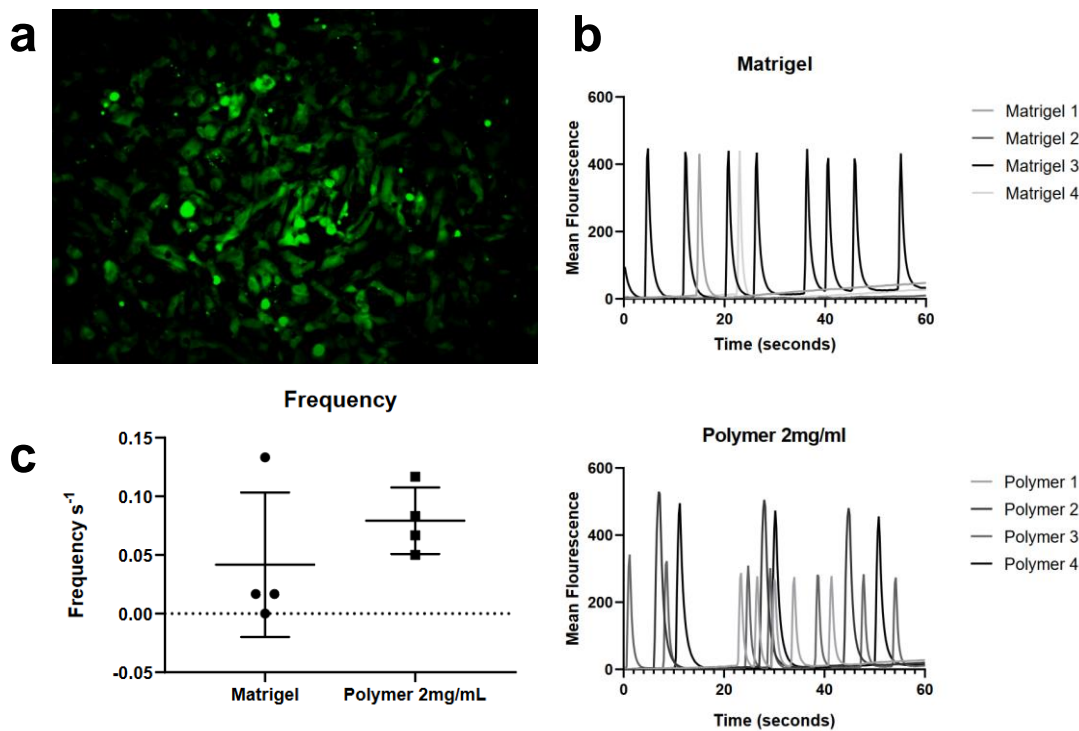 a
b
Matrigel
600
400
200
0
Mean Flourescence
0
20
40
60
Time (seconds)
Matrigel 1
Matrigel 2
Matrigel 3
Matrigel 4
c
Frequency
0.15
0.10
0.05
0.00
-0.05
Frequency s-1
Matrigel
Polymer 2mg/mL
Polymer 2mg/ml
600
400
200
0
Mean Flourescence
0
20
40
60
Time (seconds)
Polymer 1
Polymer 2
Polymer 3
Polymer 4